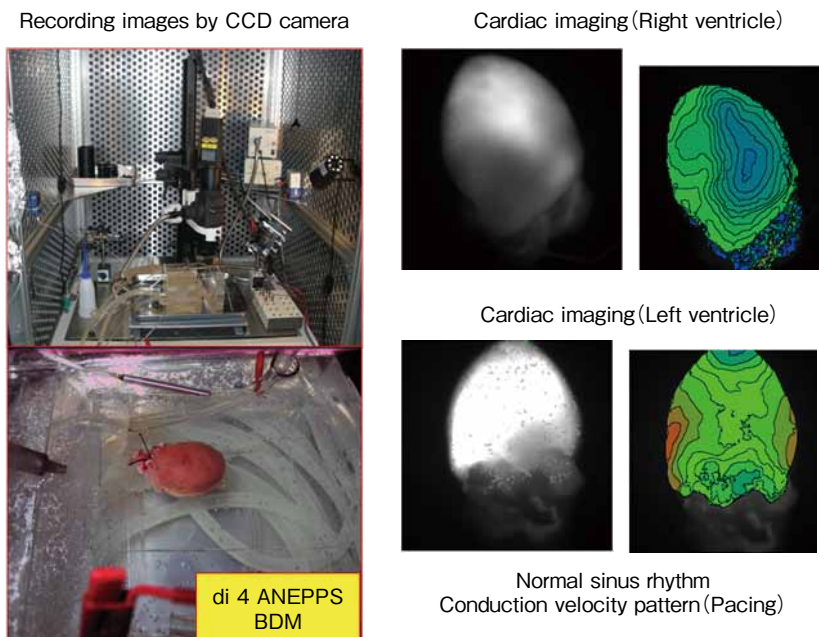 Recording images by CCD camera
Cardiac imaging(Right ventricle)
Cardiac imaging(Left ventricle)
di 4 ANEPPS
BDM
Normal sinus rhythm
Conduction velocity pattern(Pacing)